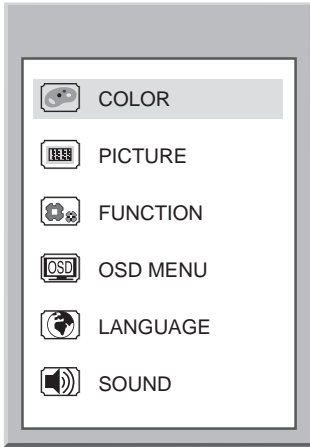 COLOR
PICTURE
FUNCTION
OSD OSD MENU
LANGUAGE
SOUND